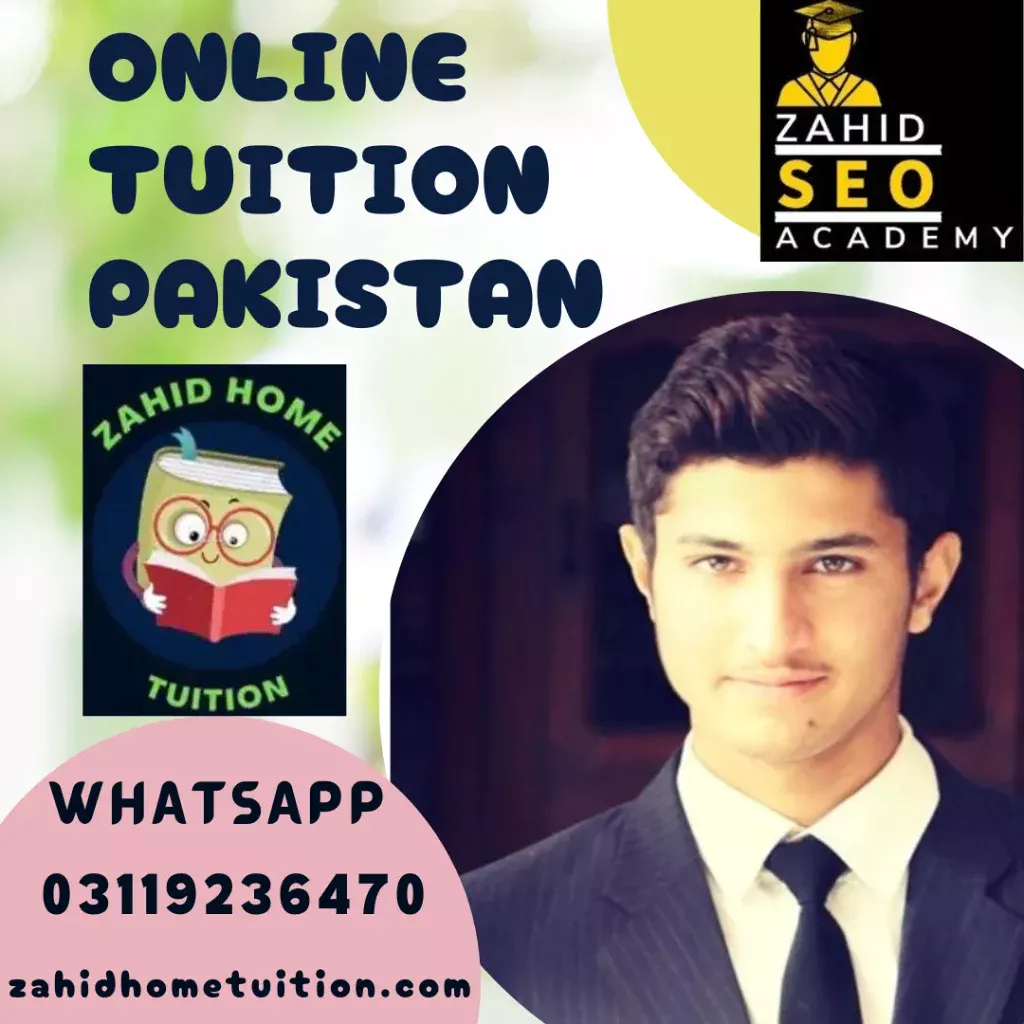 ONLINE
TUITION
PAKISTAN
ZAHID
SEO
ACADEMY
ZAHID HOME
TUITION
WHATSAPP
03119236470
zahidhometuition.com